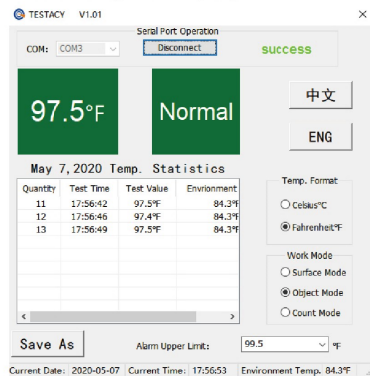 TESTACY V1.01
Serial Port Operation
COM: COM3 Disconnect success
97.5°F Normal
中文
ENG
May 7,2020 Temp. Statistics
Quantity Test Time Test Value Envrionment
11 17:56:42 97.5°F 84.3°F
12 17:56:46 97.4°F 84.3°F
13 17:56:49 97.5°F 84.3°F
Temp. Format
Celsius°C
Fahrenheit°F
Work Mode
Surface Mode
Object Mode
Count Mode
Save As Alarm Upper Limit: 99.5 °F
Current Date: 2020-05-07 Current Time: 17:56:53 Environment Temp. 84.3°F